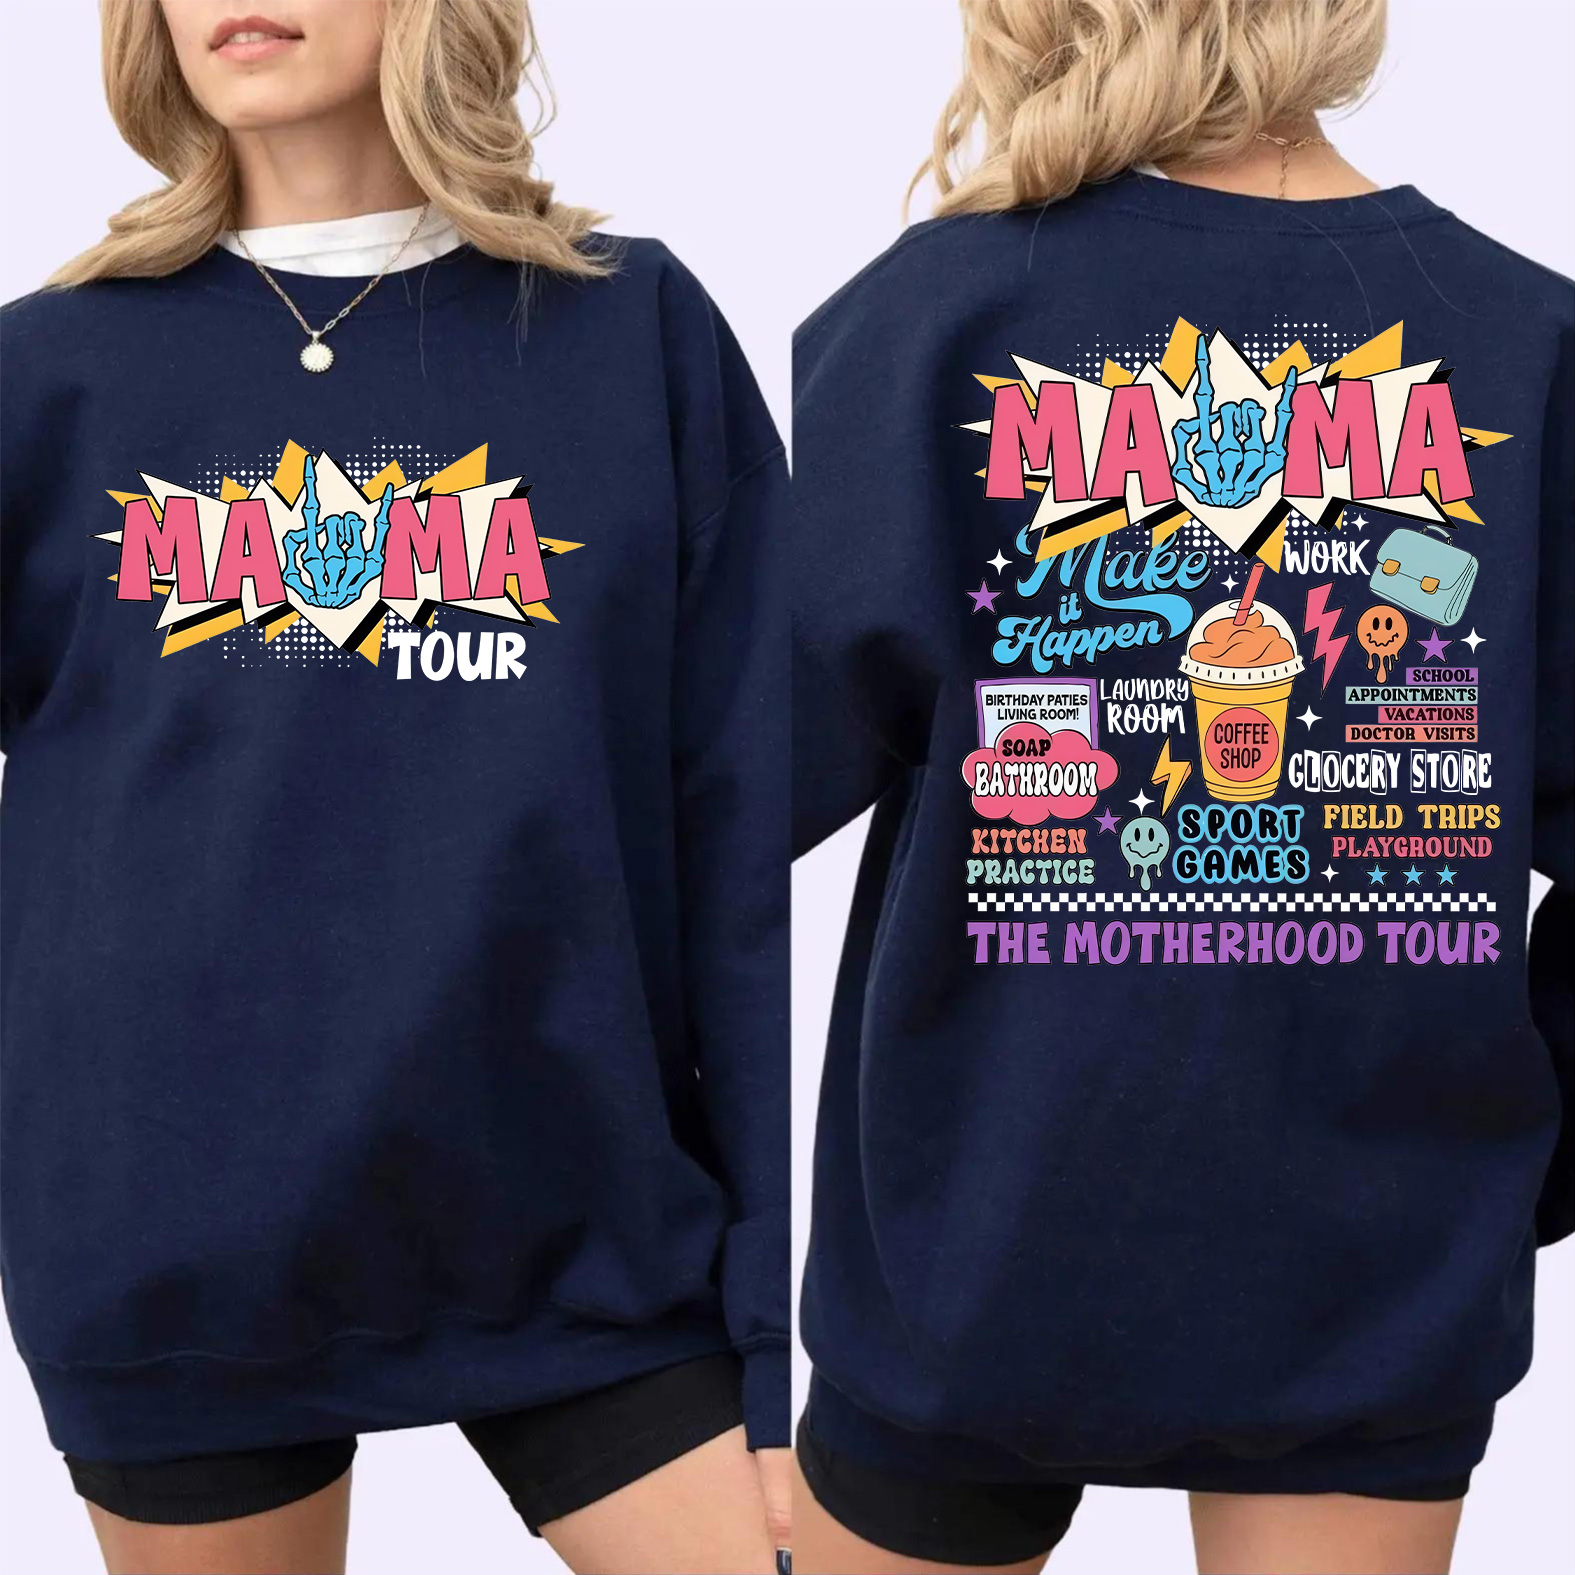 MAMA
TOUR
MAMA
Make
it
Happen
WORK
BIRTHDAY PATIES
LIVING ROOM!
LAUNDRY
ROOM
SOAP
BATHROOM
KITCHEN
PRACTICE
COFFEE
SHOP
SPORT
GAMES
SCHOOL
APPOINTMENTS
VACATIONS
DOCTOR VISITS
GLOCERY STORE
FIELD TRIPS
PLAYGROUND
THE MOTHERHOOD TOUR